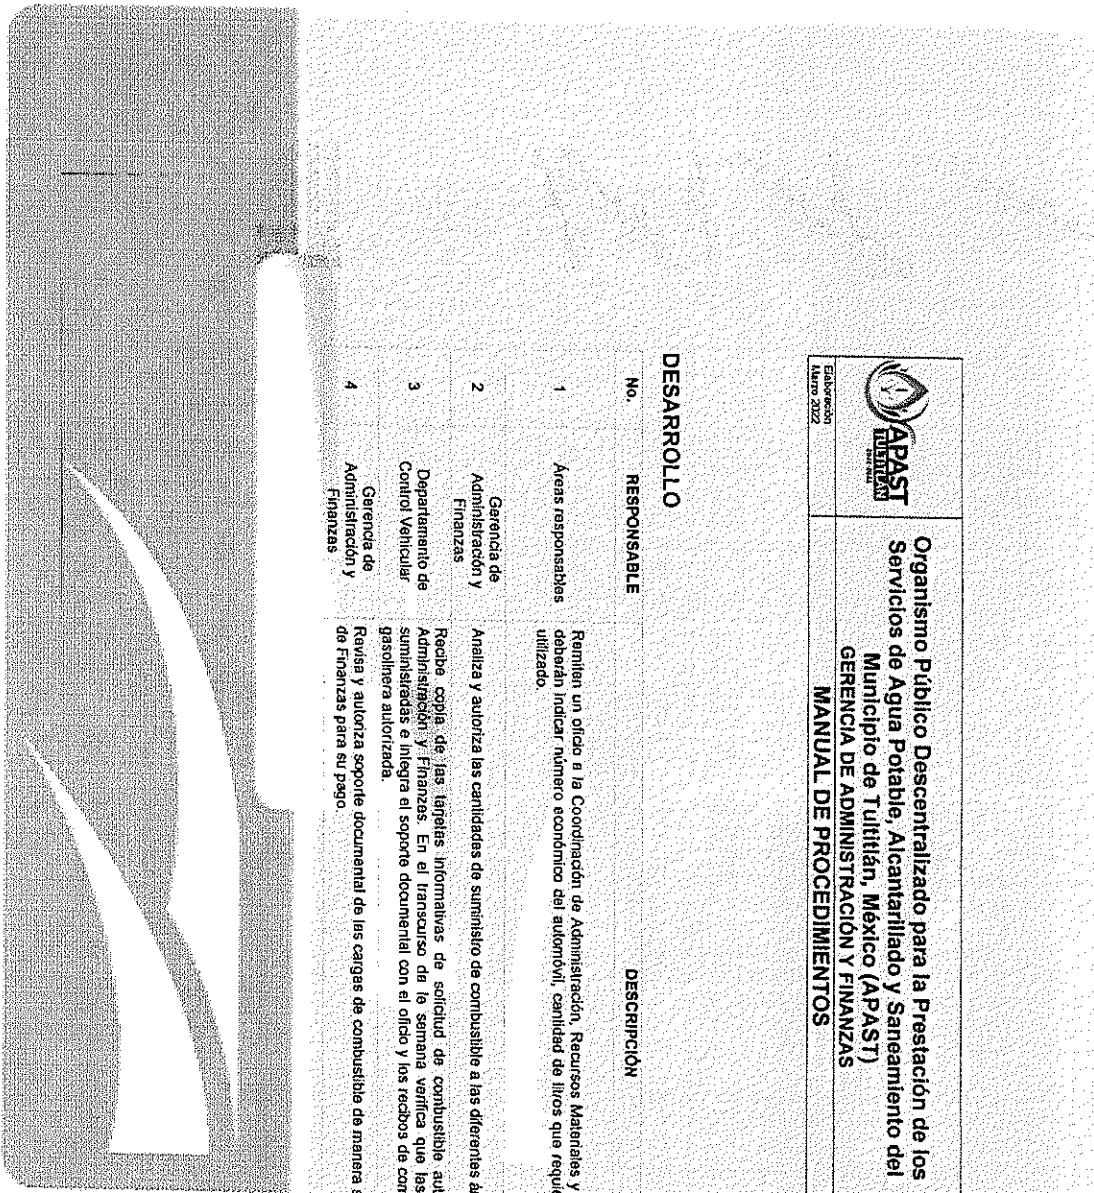 APAST
TULTITLÁN
Organismo Público Descentralizado para la Prestación de los
Servicios de Agua Potable, Alcantarillado y Saneamiento del
Municipio de Tultitlán, México (APAST)
GERENCIA DE ADMINISTRACIÓN Y FINANZAS
Elaboración
Marzo 2022
MANUAL DE PROCEDIMIENTOS
DESARROLLO
No. RESPONSABLE DESCRIPCIÓN
1 Áreas responsables
Remiten un oficio a la Coordinación de Administración, Recursos Materiales y
deberán indicar número económico del automóvil, cantidad de litros que requie
utilizado.
2 Gerencia de
Administración y
Finanzas
Analiza y autoriza las cantidades de suministro de combustible a las diferentes ár
3 Departamento de
Control Vehicular
Recibe copia de las tarjetas informativas de solicitud de combustible aut
Administración y Finanzas. En el transcurso de la semana verifica que las
suministradas e integra el soporte documental con el oficio y los recibos de com
gasolinera autorizada.
4 Gerencia de
Administración y
Finanzas
Revisa y autoriza soporte documental de las cargas de combustible de manera s
de Finanzas para su pago.